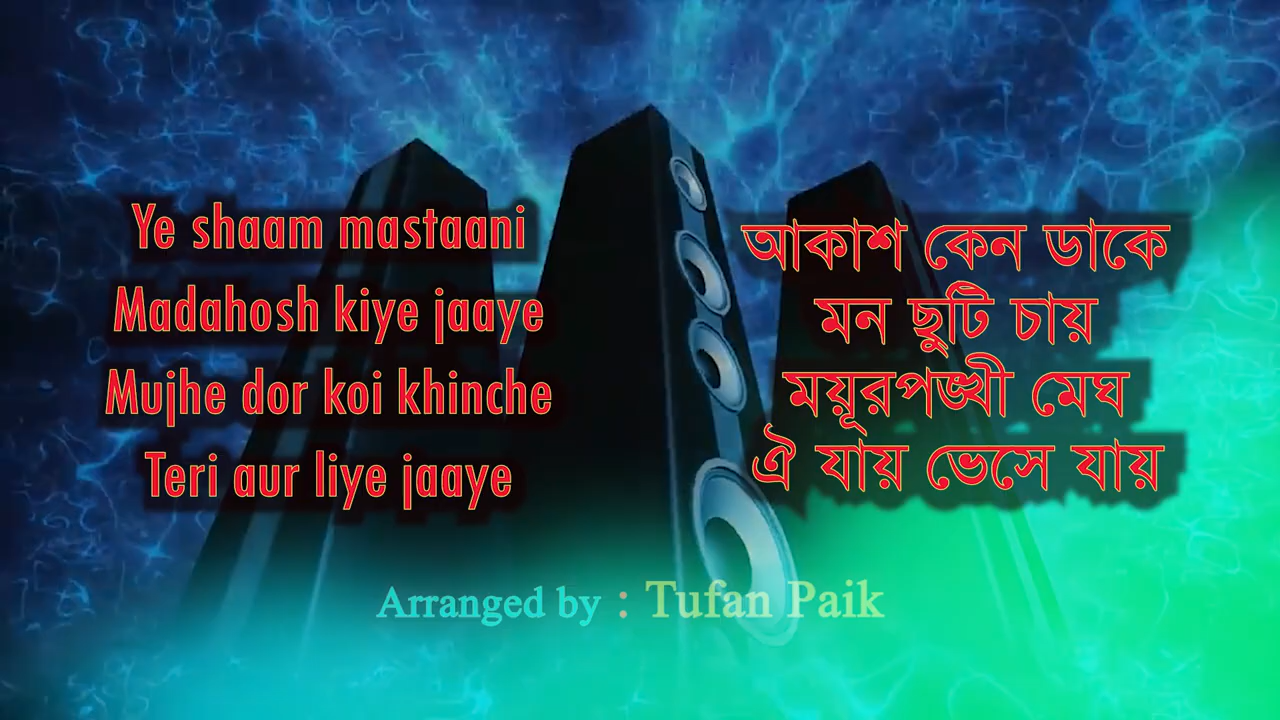 Ye shaam mastaani
Madahosh kiye jaaye
Mujhe dor koi khinche
Teri aur liye jaaye
আকাশ কেন ডাকে
মন ছুটি চায়
ময়ূরপঙ্খী মেঘ
ঐ যায় ভেসে যায়
Arranged by : Tufan Paik